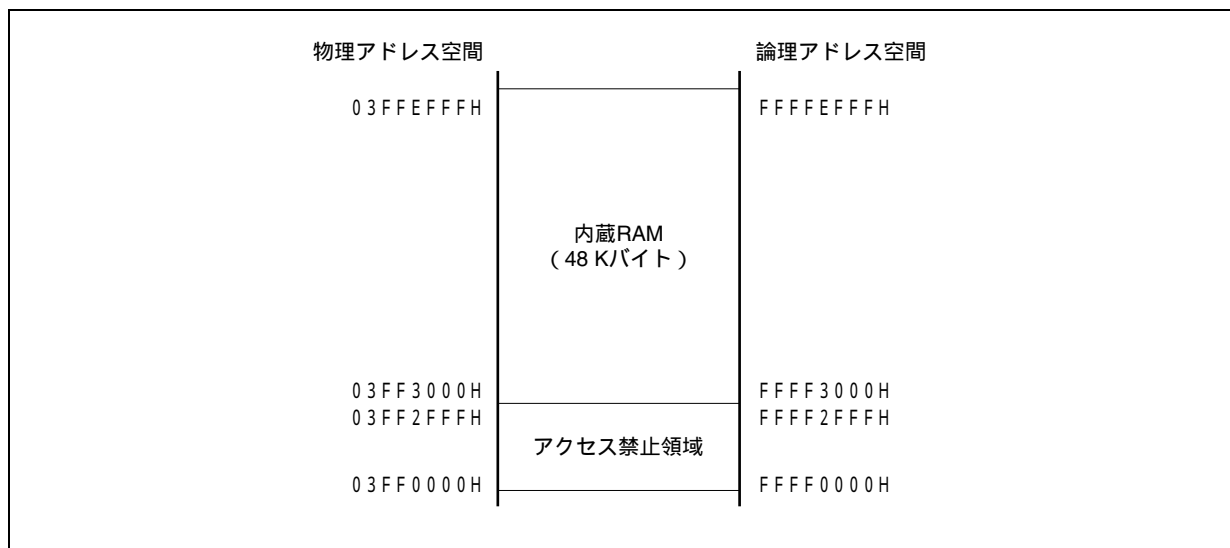 物理アドレス空間 論理アドレス空間
03FFEFFFH FFFFEFFFH
内蔵RAM
（48 Kバイト）
03FF3000H FFFF3000H
03FF2FFFH FFFF2FFFH
アクセス禁止領域
03FF0000H FFFF0000H